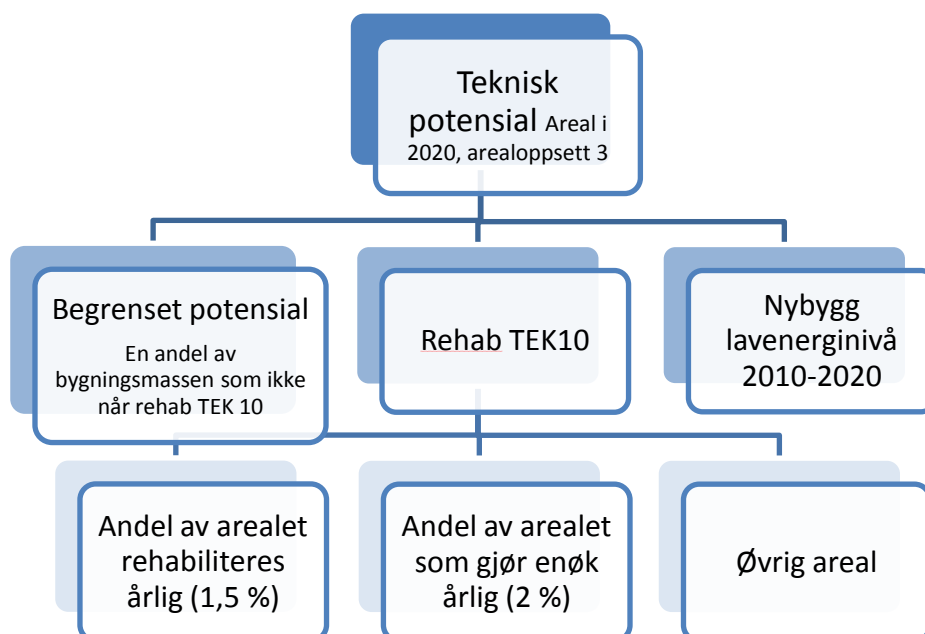 Teknisk
potensial Areal i
2020, arealoppsett 3
Begrenset potensial
En andel av
bygningsmassen som ikke
når rehab TEK 10
Rehab TEK10
Nybygg
lavenerginivå
2010-2020
Andel av arealet
rehabiliteres
årlig (1,5 %)
Andel av arealet
som gjør enøk
årlig (2 %)
Øvrig areal